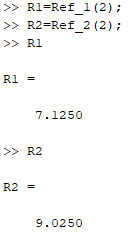 >> R1=Ref_1(2);
>> R2=Ref_2(2);
>> R1
R1 =
7.1250
>> R2
R2 =
9.0250